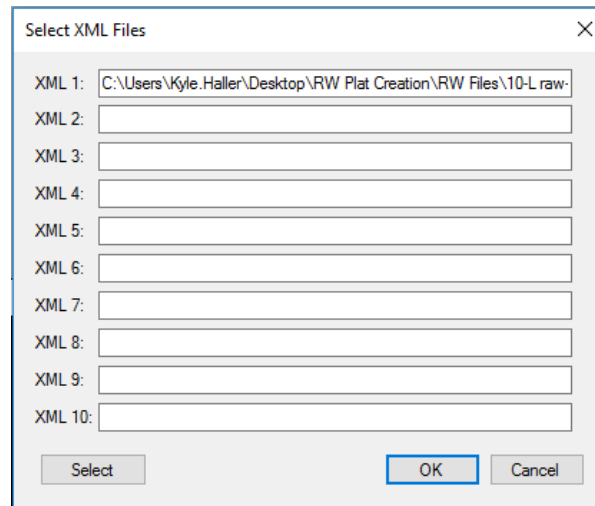 Select XML Files
XML 1: C:\Users\Kyle.Haller\Desktop\RW Plat Creation\RW Files\10-L raw-
XML 2:
XML 3:
XML 4:
XML 5:
XML 6:
XML 7:
XML 8:
XML 9:
XML 10:
Select OK Cancel